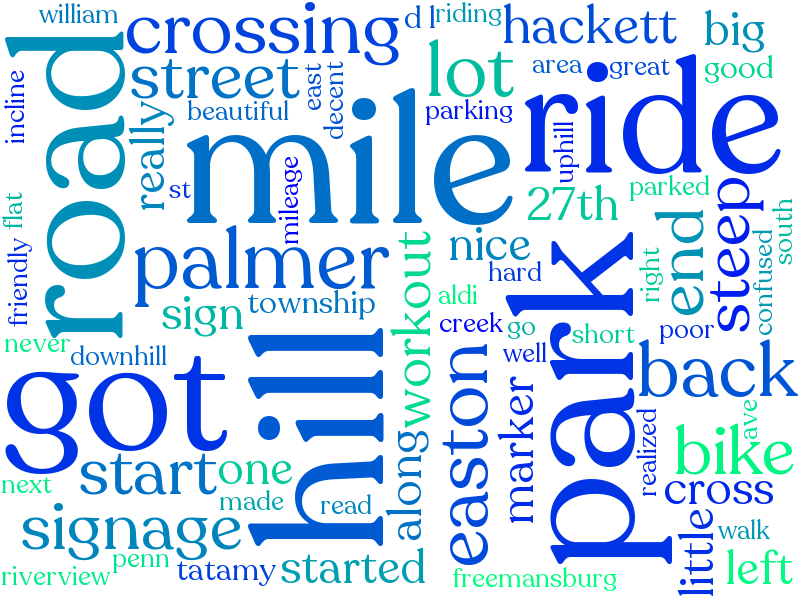 william
crossing
d l
riding
hackett
big
road
street
lot
area
great
good
incline
beautiful
east
decent
parking
ride
really
mile
uphill
st
mileage
27th
parked
steep
flat
friendly
palmer
nice
end
confused
south
sign
township
workout
hard
right
aldi
park
never
downhill
creek
go
short
poor
well
got
hill
easton
back
start
one
along
marker
realized
bike
ave
next
made
read
cross
signage
little
walk
riverview
penn
tatamy
started
freemansburg
left